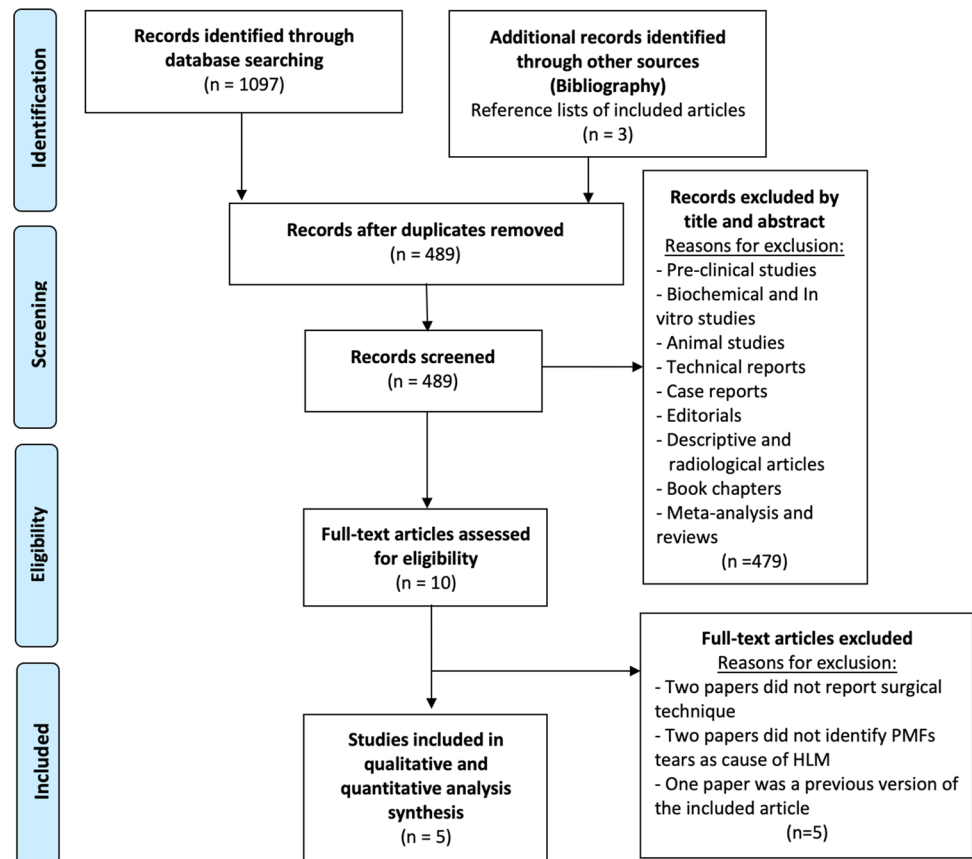 Identification
Records identified through
database searching
(n = 1097)
Additional records identified
through other sources
(Bibliography)
Reference lists of included articles
(n = 3)
Records after duplicates removed
(n = 489)
Screening
Records screened
(n = 489)
Records excluded by
title and abstract
Reasons for exclusion:
- Pre-clinical studies
- Biochemical and In
vitro studies
- Animal studies
- Technical reports
- Case reports
- Editorials
- Descriptive and
radiological articles
- Book chapters
- Meta-analysis and
reviews
(n =479)
Eligibility
Full-text articles assessed
for eligibility
(n = 10)
Full-text articles excluded
Reasons for exclusion:
- Two papers did not report surgical
technique
- Two papers did not identify PMFs
tears as cause of HLM
- One paper was a previous version of
the included article
(n=5)
Included
Studies included in
qualitative and
quantitative analysis
synthesis
(n = 5)